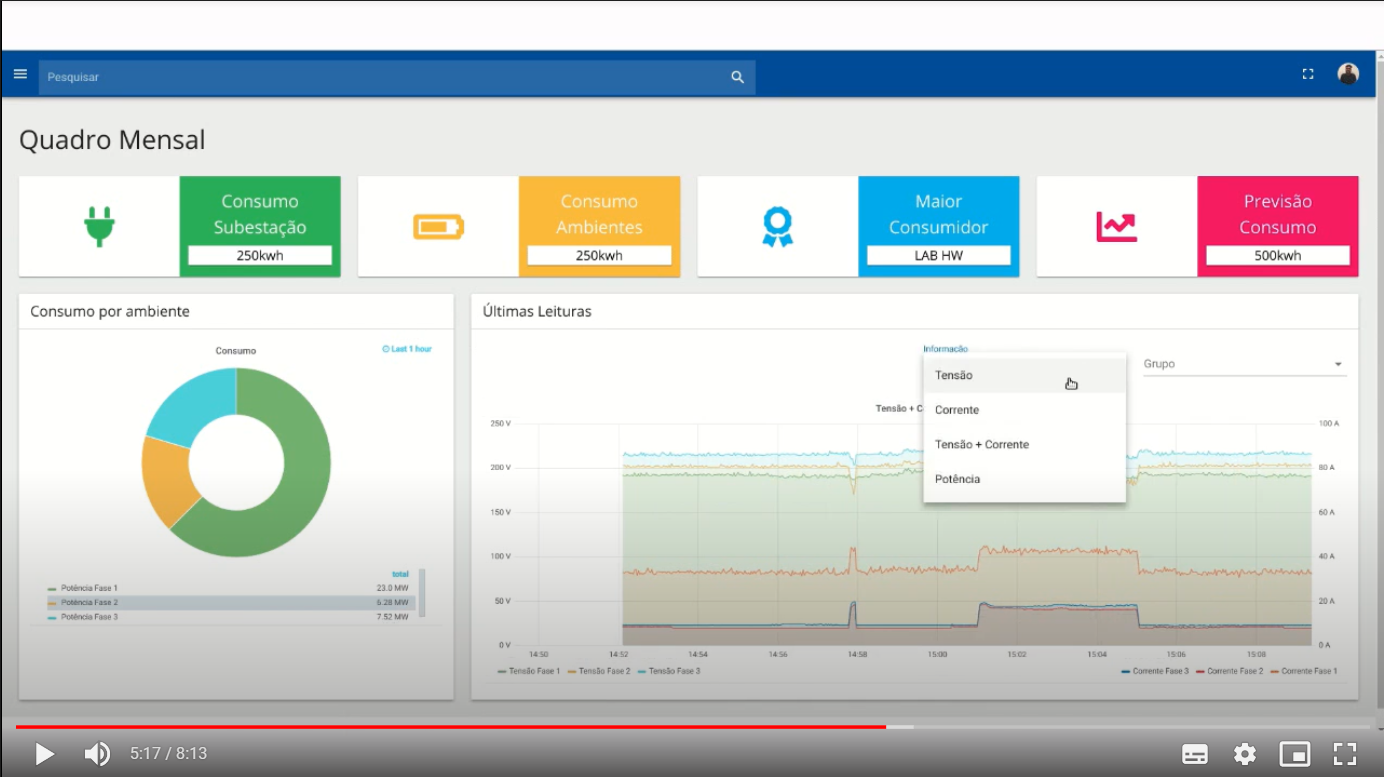 Pesquisar
Quadro Mensal
Consumo
Subestação
250kwh
Consumo
Ambientes
250kwh
Maior
Consumidor
LAB HW
Previsão
Consumo
500kwh
Consumo por ambiente
Consumo
Last 1 hour
total
Potência Fase 1 23.0 MW
Potência Fase 2 6.28 MW
Potência Fase 3 7.52 MW
Últimas Leituras
Informação
Grupo
Tensão
Corrente
Tensão + Corrente
Potência
Tensão + C
250 V 100 A
200 V 80 A
150 V 60 A
100 V 40 A
50 V 20 A
0 V 0 A
14:50 14:52 14:54 14:56 14:58 15:00 15:02 15:04 15:06 15:08
Tensão Fase 1 Tensão Fase 2 Tensão Fase 3 Corrente Fase 3 Corrente Fase 2 Corrente Fase 1
5:17 / 8:13